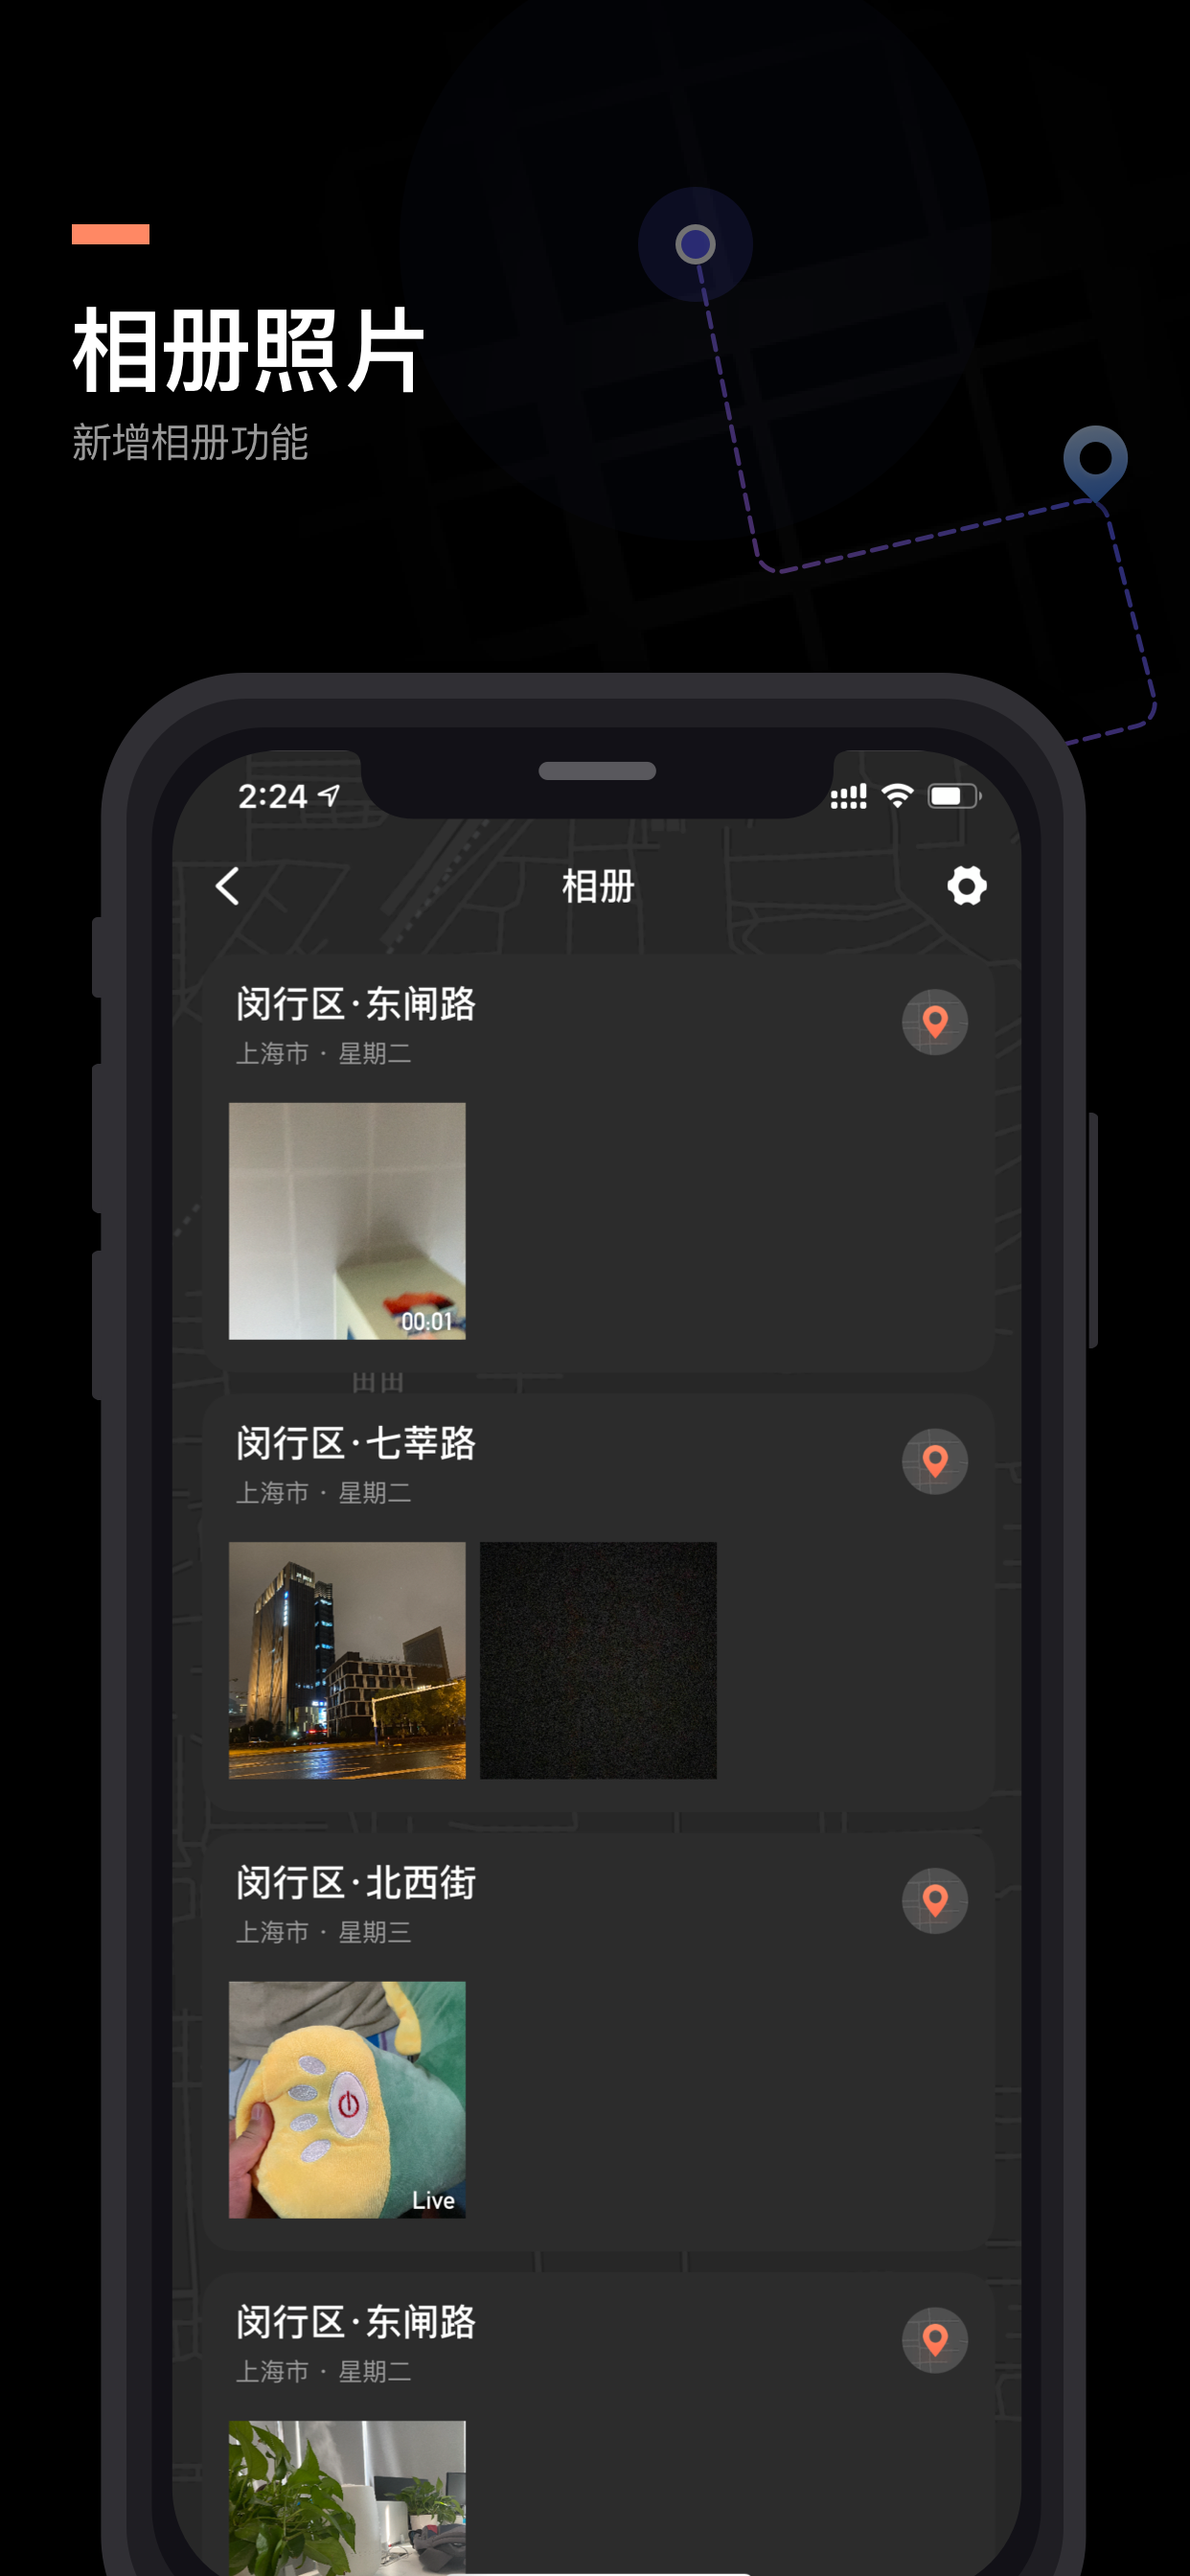 相册照片
新增相册功能
2:24
相册
闵行区·东闸路
上海市 · 星期二
00:01
闵行区·七莘路
上海市 · 星期二
闵行区·北西街
上海市 · 星期三
Live
闵行区·东闸路
上海市 · 星期二